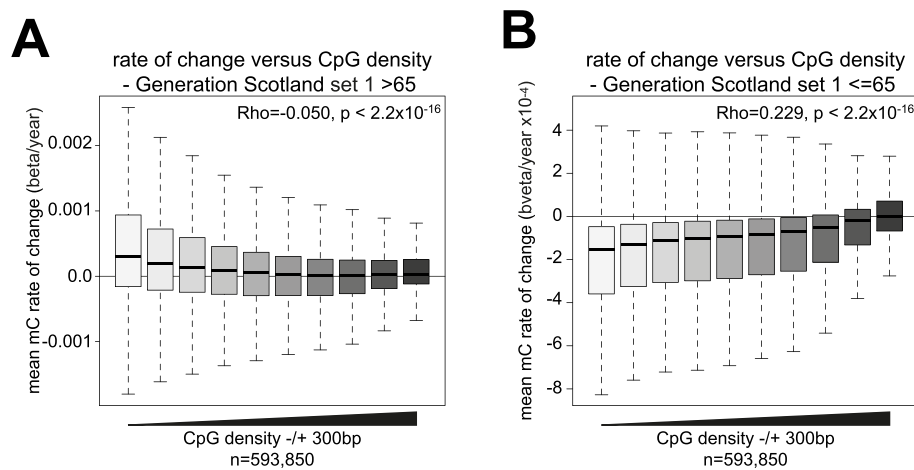 A
rate of change versus CpG density
- Generation Scotland set 1 >65
Rho=-0.050, p < 2.2x10-16
mean mC rate of change (beta/year)
0.002
0.001
0.0
-0.001
CpG density -/+ 300bp
n=593,850
B
rate of change versus CpG density
- Generation Scotland set 1 <=65
Rho=0.229, p < 2.2x10-16
mean mC rate of change (bveta/year x10-4)
4
2
0
-2
-4
-6
-8
CpG density -/+ 300bp
n=593,850